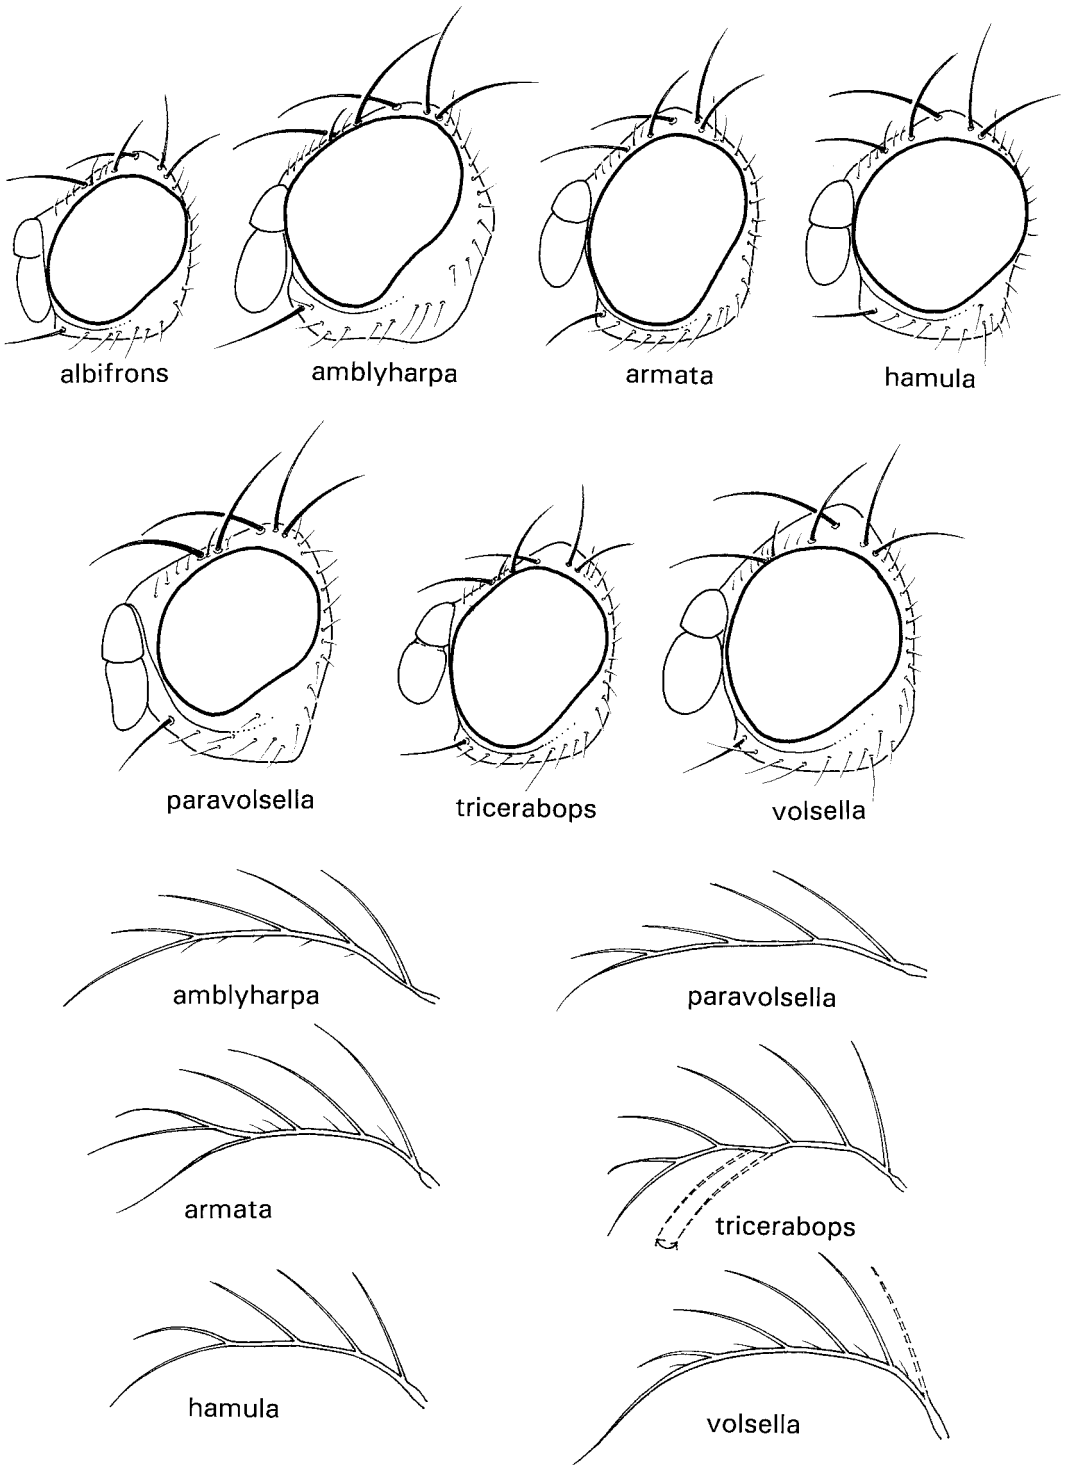 albifrons
amblyharpa
armata
hamula
paravolsella
tricerabops
volsella
amblyharpa
paravolsella
armata
tricerabops
hamula
volsella